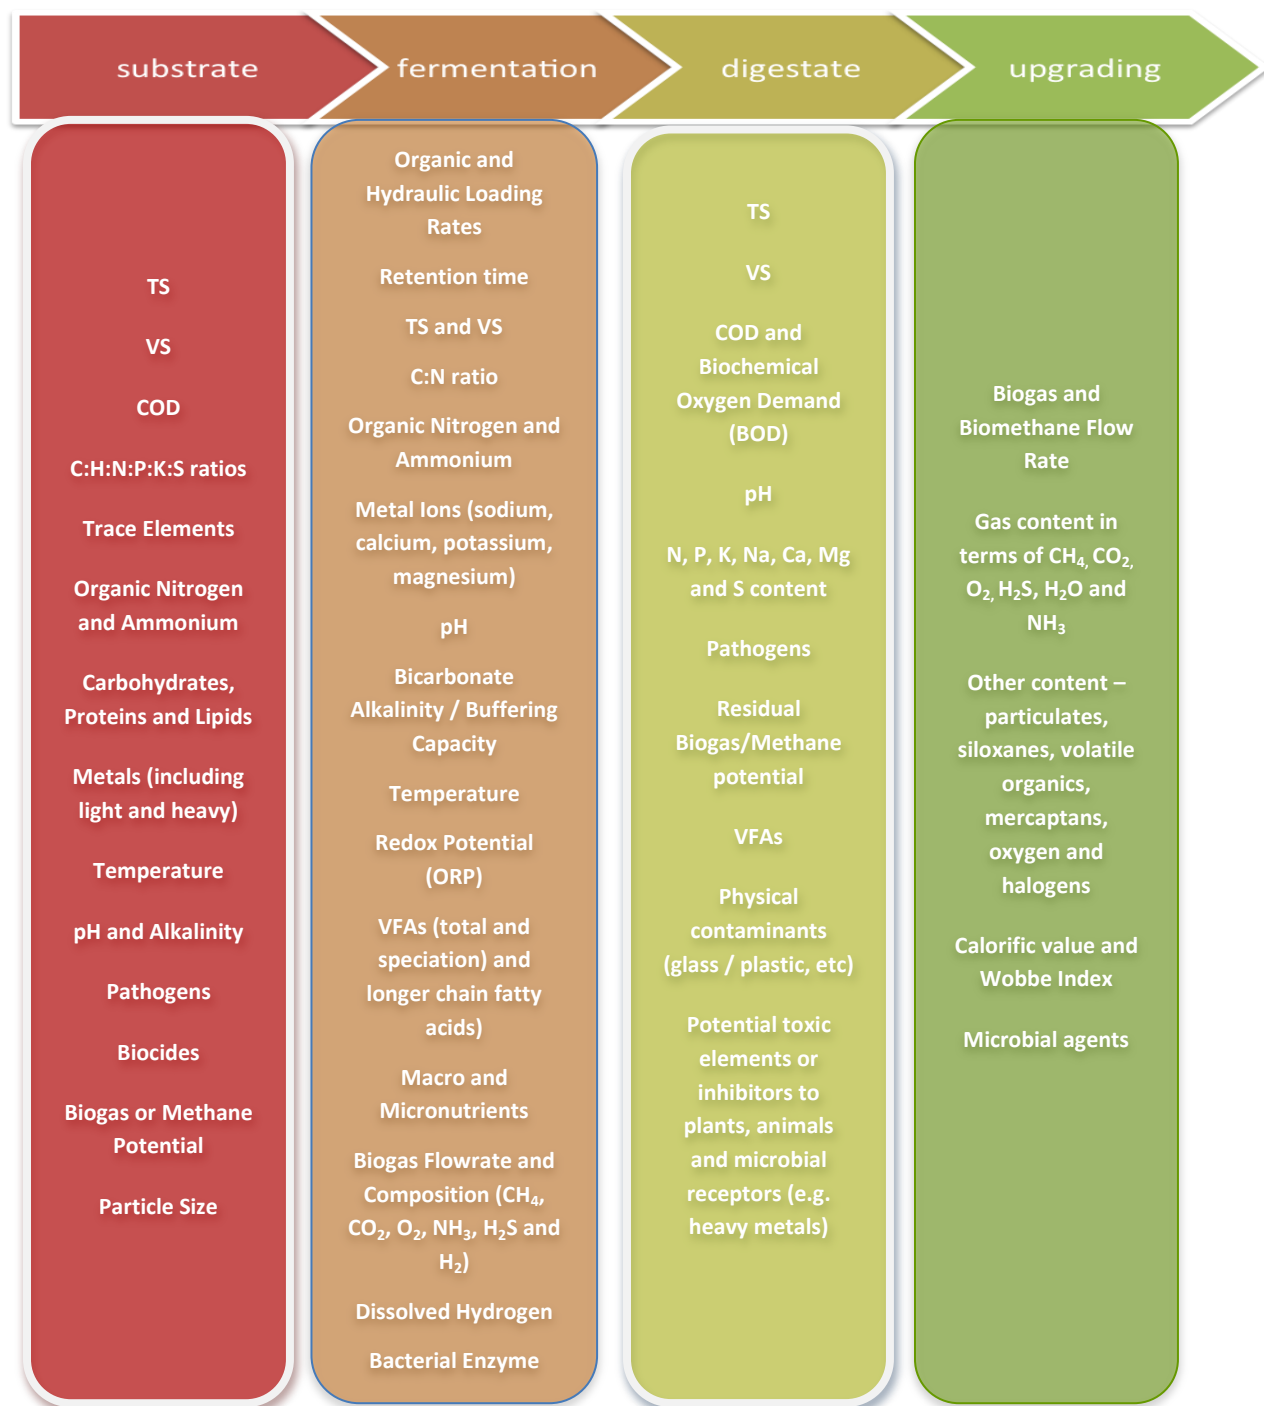 substrate
fermentation
digestate
upgrading
TS
VS
COD
C:H:N:P:K:S ratios
Trace Elements
Organic Nitrogen
and Ammonium
Carbohydrates,
Proteins and Lipids
Metals (including
light and heavy)
Temperature
pH and Alkalinity
Pathogens
Biocides
Biogas or Methane
Potential
Particle Size
Organic and
Hydraulic Loading
Rates
Retention time
TS and VS
C:N ratio
Organic Nitrogen and
Ammonium
Metal Ions (sodium,
calcium, potassium,
magnesium)
pH
Bicarbonate
Alkalinity / Buffering
Capacity
Temperature
Redox Potential
(ORP)
VFAs (total and
speciation) and
longer chain fatty
acids)
Macro and
Micronutrients
Biogas Flowrate and
Composition (CH₄,
CO₂, O₂, NH₃, H₂S and
H₂)
Dissolved Hydrogen
Bacterial Enzyme
TS
VS
COD and
Biochemical
Oxygen Demand
(BOD)
pH
N, P, K, Na, Ca, Mg
and S content
Pathogens
Residual
Biogas/Methane
potential
VFAs
Physical
contaminants
(glass / plastic, etc)
Potential toxic
elements or
inhibitors to
plants, animals
and microbial
receptors (e.g.
heavy metals)
Biogas and
Biomethane Flow
Rate
Gas content in
terms of CH₄, CO₂,
O₂, H₂S, H₂O and
NH₃
Other content –
particulates,
siloxanes, volatile
organics,
mercaptans,
oxygen and
halogens
Calorific value and
Wobbe Index
Microbial agents